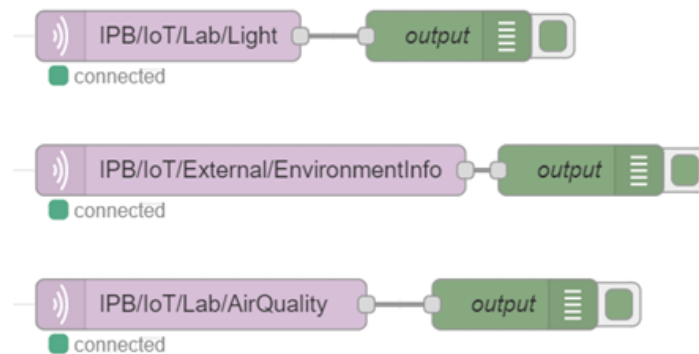 IPB/IoT/Lab/Light output
connected
IPB/IoT/External/EnvironmentInfo output
connected
IPB/IoT/Lab/AirQuality output
connected